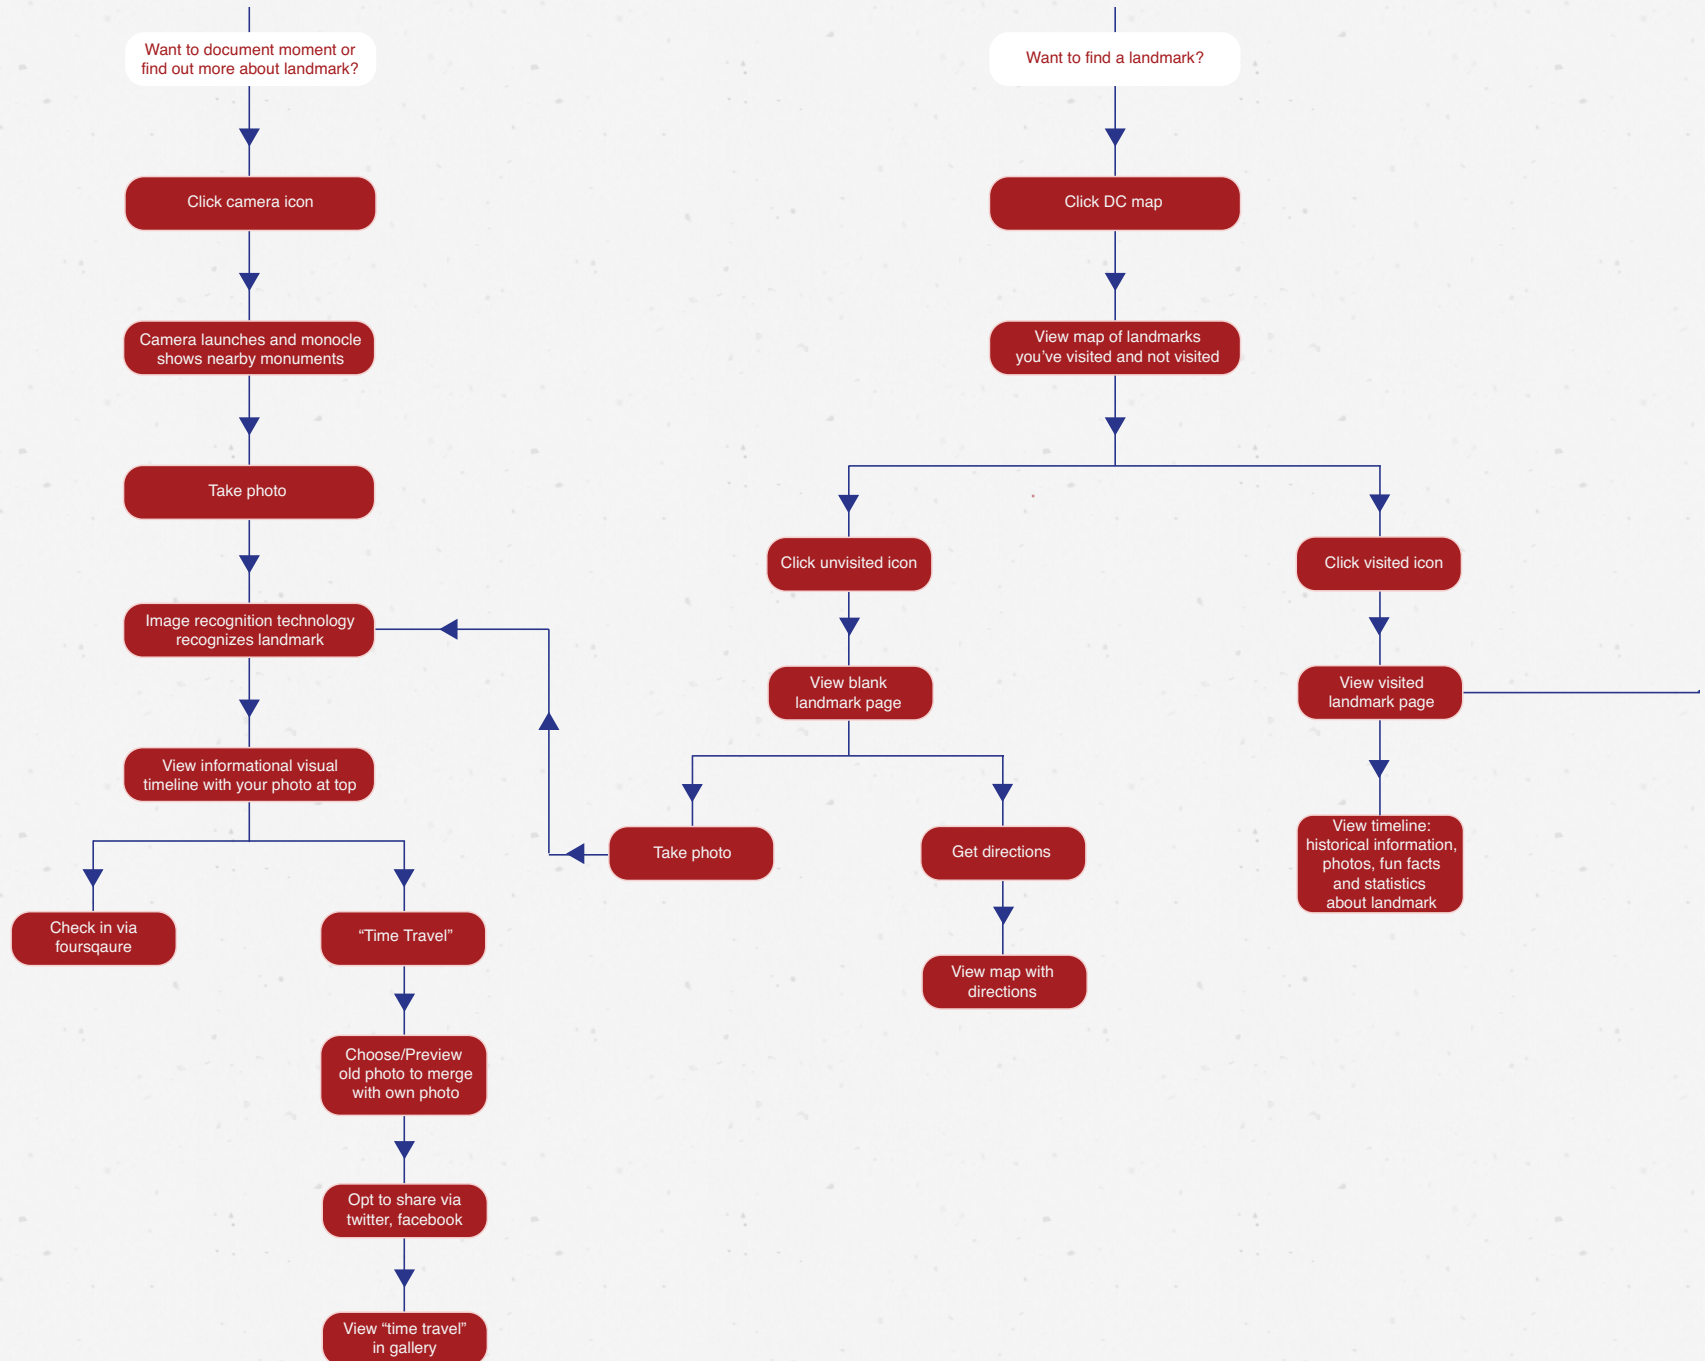 Want to document moment or
find out more about landmark?
Click camera icon
Camera launches and monocle
shows nearby monuments
Take photo
Image recognition technology
recognizes landmark
View informational visual
timeline with your photo at top
Check in via
foursqaure
“Time Travel”
Choose/Preview
old photo to merge
with own photo
Opt to share via
twitter, facebook
View “time travel”
in gallery
Want to find a landmark?
Click DC map
View map of landmarks
you’ve visited and not visited
Click unvisited icon
View blank
landmark page
Take photo
Get directions
View map with
directions
Click visited icon
View visited
landmark page
View timeline:
historical information,
photos, fun facts
and statistics
about landmark